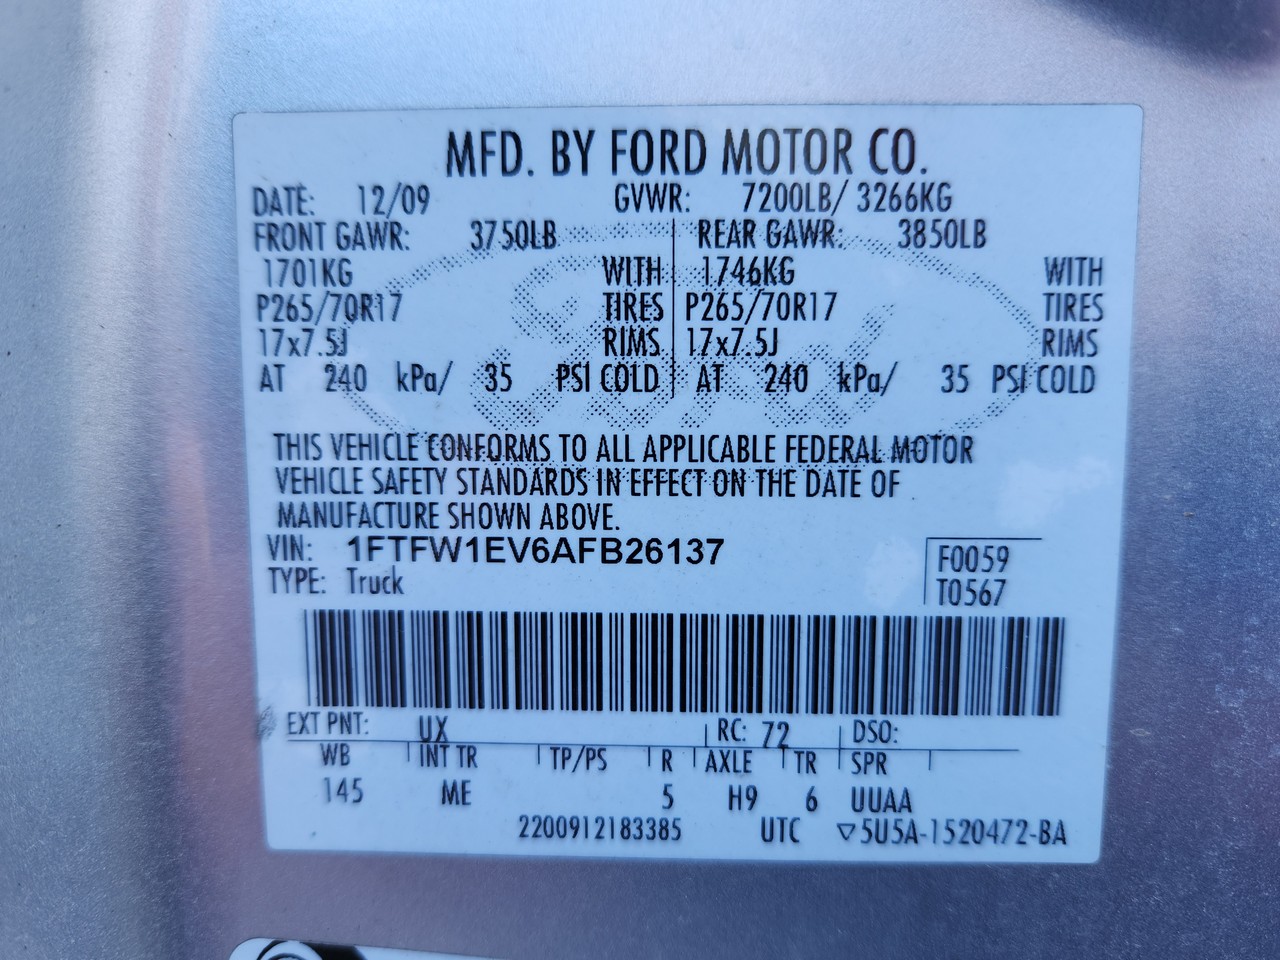 MFD. BY FORD MOTOR CO.
DATE: 12/09 GVWR: 7200LB/ 3266KG
FRONT GAWR: 3750LB REAR GAWR: 3850LB
1701KG WITH 1746KG WITH
P265/70R17 TIRES P265/70R17 TIRES
17x7.5J RIMS 17x7.5J RIMS
AT 240 kPa/ 35 PSI COLD AT 240 kPa/ 35 PSI COLD
Ford
THIS VEHICLE CONFORMS TO ALL APPLICABLE FEDERAL MOTOR
VEHICLE SAFETY STANDARDS IN EFFECT ON THE DATE OF
MANUFACTURE SHOWN ABOVE.
VIN: 1FTFW1EV6AFB26137 F0059
TYPE: Truck T0567
EXT PNT: UX RC: 72 DSO:
WB INT TR TP/PS R AXLE TR SPR
145 ME 5 H9 6 UUAA
2200912183385 UTC ▽5U5A-1520472-BA